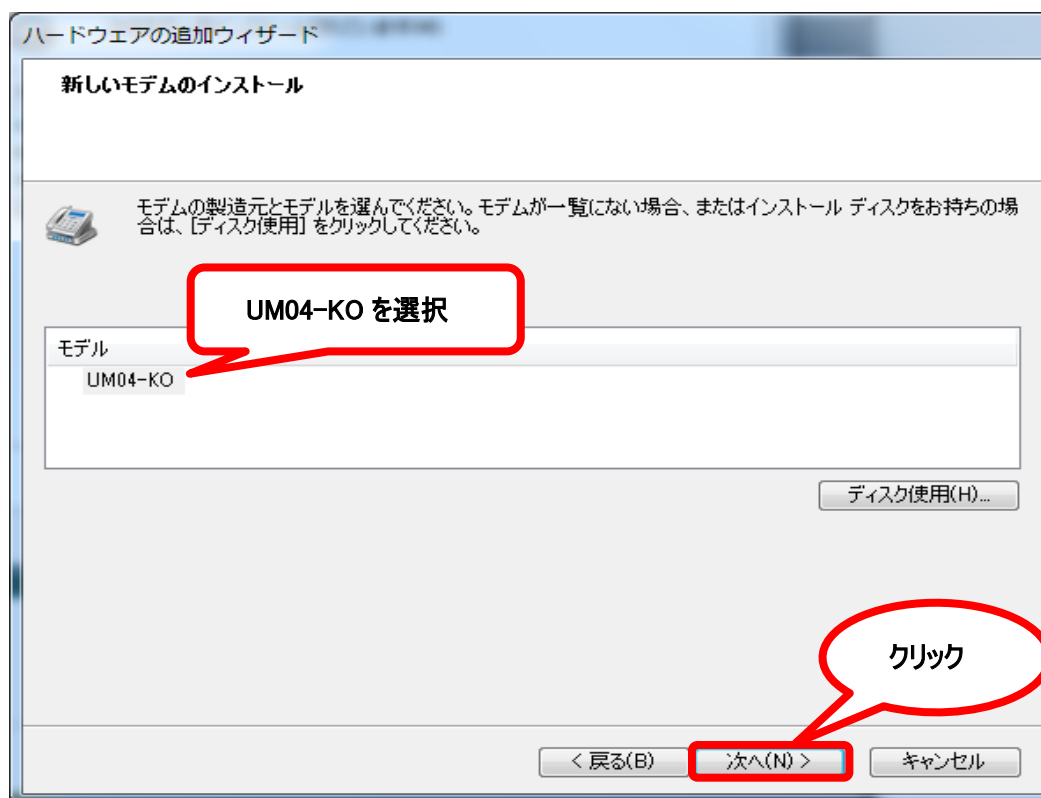 ハードウェアの追加ウィザード
新しいモデムのインストール
モデムの製造元とモデルを選んでください。モデムが一覧にない場合、またはインストール ディスクをお持ちの場
合は、[ディスク使用] をクリックしてください。
UM04-KO を選択
モデル
UM04-KO
ディスク使用(H)...
クリック
< 戻る(B)
次へ(N) >
キャンセル